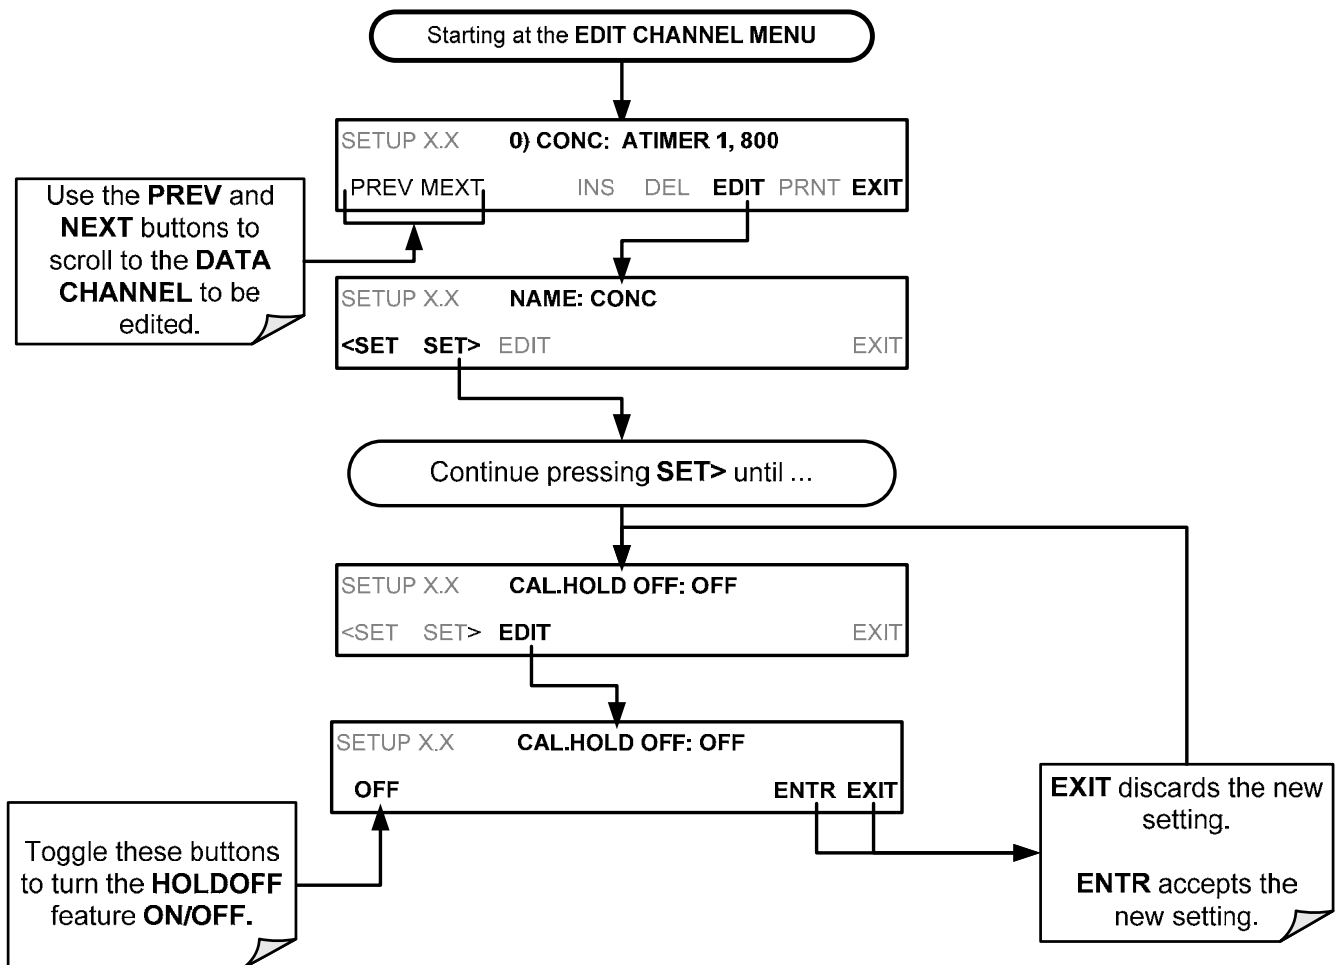 Starting at the EDIT CHANNEL MENU
SETUP X.X 0) CONC: ATIMER 1, 800
PREV MEXT INS DEL EDIT PRNT EXIT
Use the PREV and
NEXT buttons to
scroll to the DATA
CHANNEL to be
edited.
SETUP X.X NAME: CONC
<SET SET> EDIT EXIT
Continue pressing SET> until ...
SETUP X.X CAL.HOLD OFF: OFF
<SET SET> EDIT EXIT
SETUP X.X CAL.HOLD OFF: OFF
OFF ENTR EXIT
Toggle these buttons
to turn the HOLDOFF
feature ON/OFF.
EXIT discards the new
setting.
ENTR accepts the
new setting.